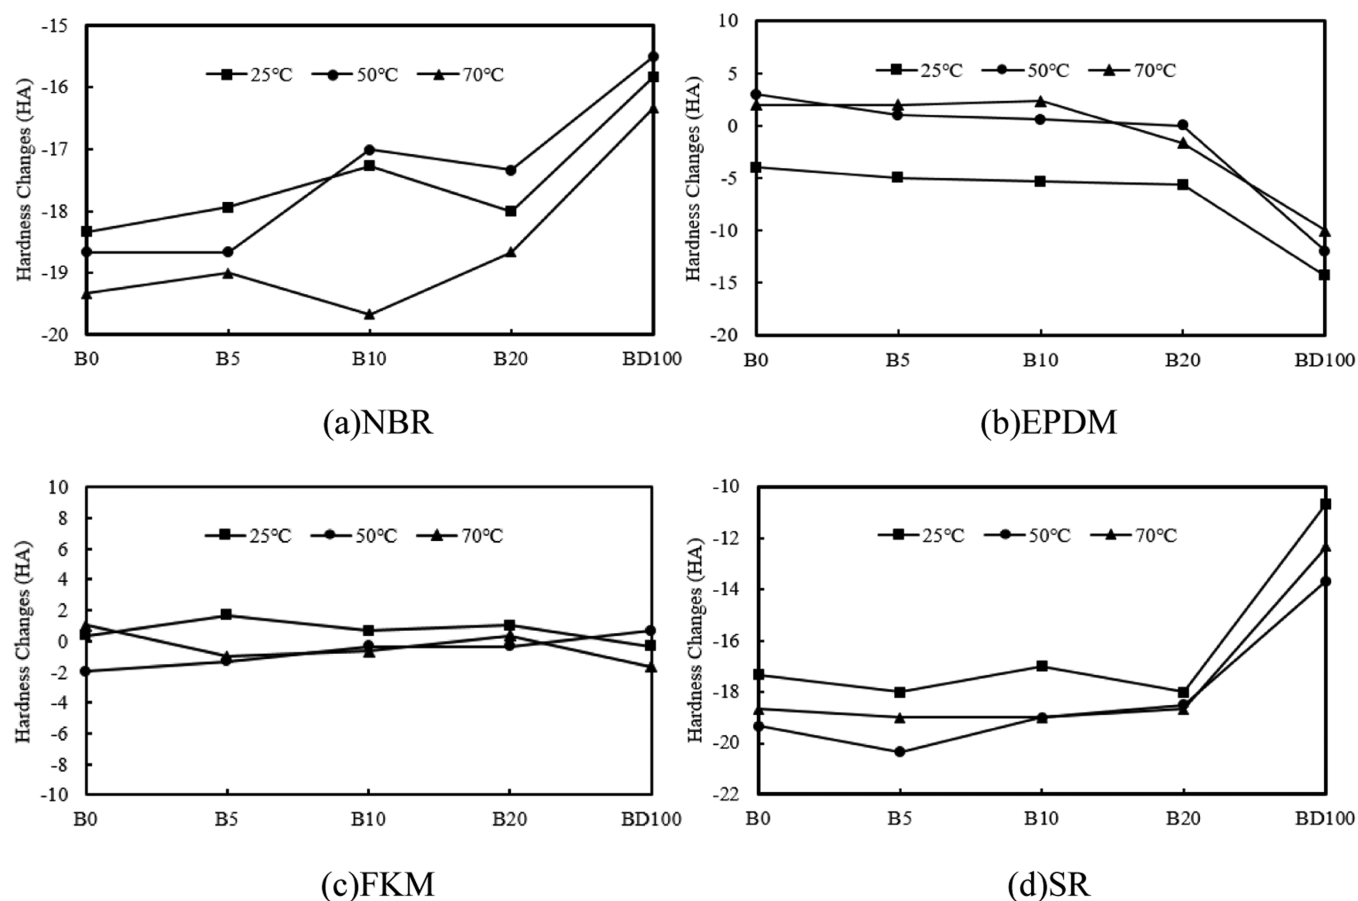 -15
-16
-17
-18
-19
-20
Hardness Changes (HA)
25℃ 50℃ 70℃
B0 B5 B10 B20 BD100
(a)NBR
10
5
0
-5
-10
-15
-20
Hardness Changes (HA)
25℃ 50℃ 70℃
B0 B5 B10 B20 BD100
(b)EPDM
10
8
6
4
2
0
-2
-4
-6
-8
-10
Hardness Changes (HA)
25℃ 50℃ 70℃
B0 B5 B10 B20 BD100
(c)FKM
-10
-12
-14
-16
-18
-20
-22
Hardness Changes (HA)
25℃ 50℃ 70℃
B0 B5 B10 B20 BD100
(d)SR